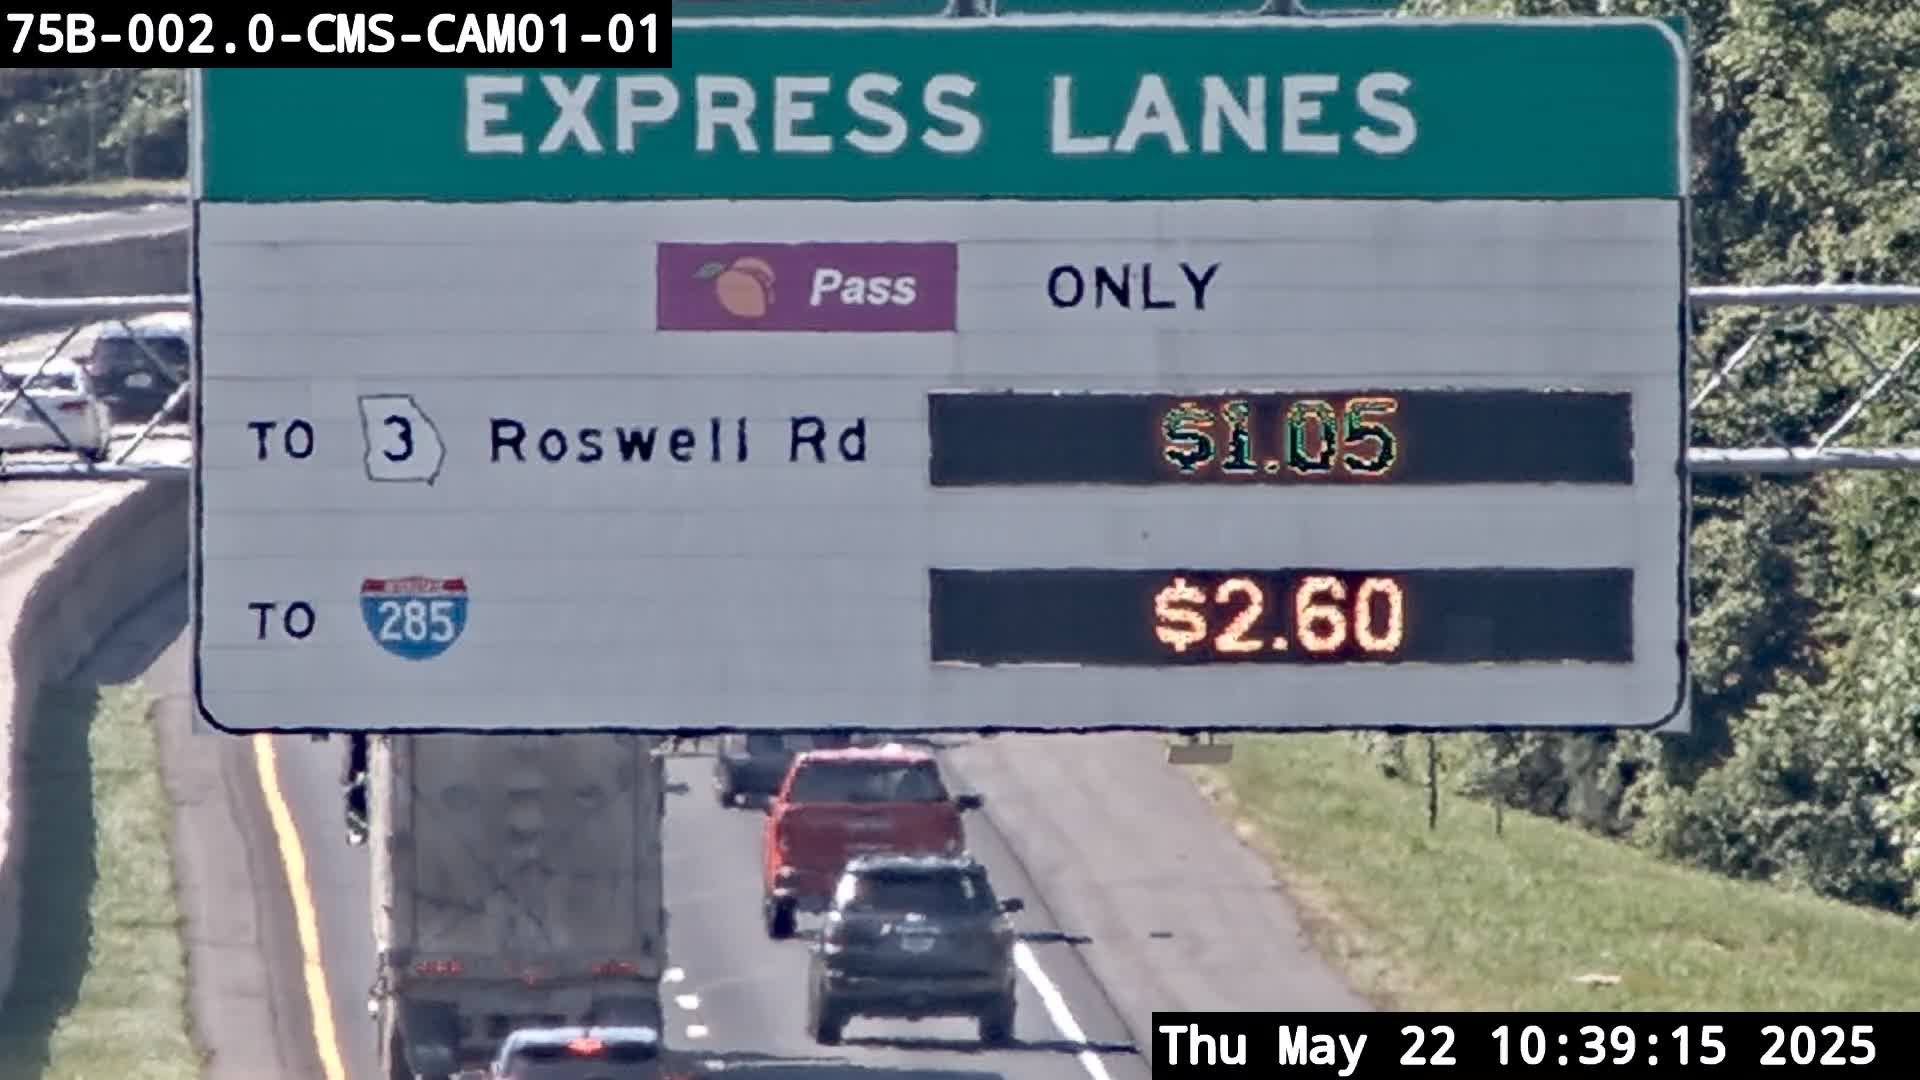 75B-002.0-CMS-CAM01-01
EXPRESS LANES
Pass ONLY
TO 3 Roswell Rd $1.05
TO INTERSTATE 285 $2.60
Thu May 22 10:39:15 2025